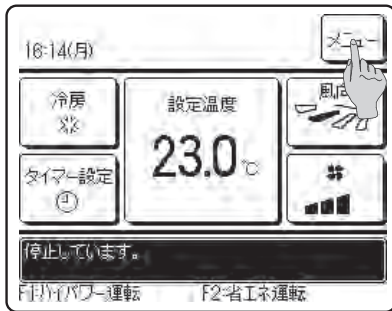 16:14(月)
メニュー
冷房
設定温度
風向
23.0℃
タイマー設定
停止しています。
F1:ハイパワー運転 F2:省エネ運転